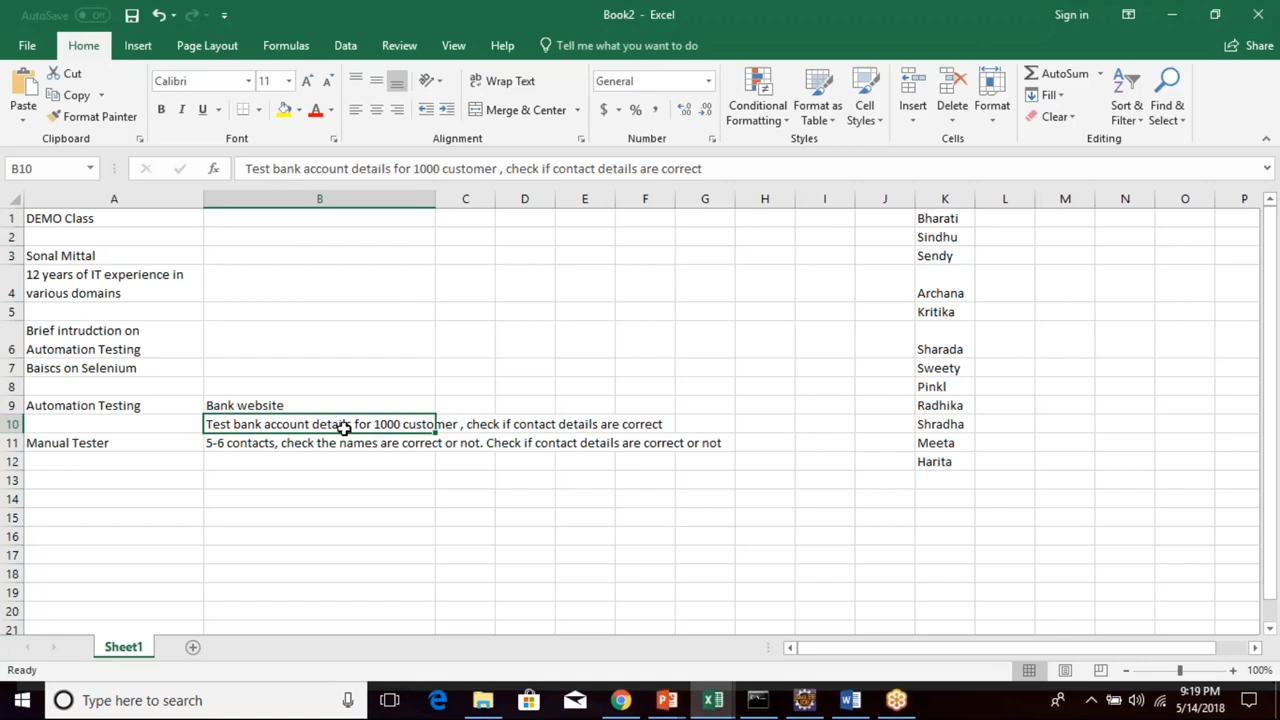 AutoSave Off
Book2 - Excel
Sign in
File Home Insert Page Layout Formulas Data Review View Help Tell me what you want to do
Share
Paste
Cut
Copy
Format Painter
Clipboard
Calibri 11
B I U
Font
Wrap Text
Merge & Center
Alignment
General
$ % ,
Number
Conditional Formatting
Format as Table
Cell Styles
Styles
Insert
Delete
Format
Cells
AutoSum
Fill
Clear
Sort & Filter
Find & Select
Editing
B10 fx Test bank account details for 1000 customer , check if contact details are correct
A B C D E F G H I J K L M N O P
1 DEMO Class Bharati
2 Sindhu
3 Sonal Mittal Sendy
12 years of IT experience in
4 various domains Archana
5 Kritika
Brief intrudction on
6 Automation Testing Sharada
7 Baiscs on Selenium Sweety
8 Pinkl
9 Automation Testing Bank website Radhika
10 Test bank account details for 1000 customer , check if contact details are correct Shradha
11 Manual Tester 5-6 contacts, check the names are correct or not. Check if contact details are correct or not Meeta
12 Harita
13
14
15
16
17
18
19
20
21
Sheet1
Ready
100%
Type here to search
9:19 PM
5/14/2018